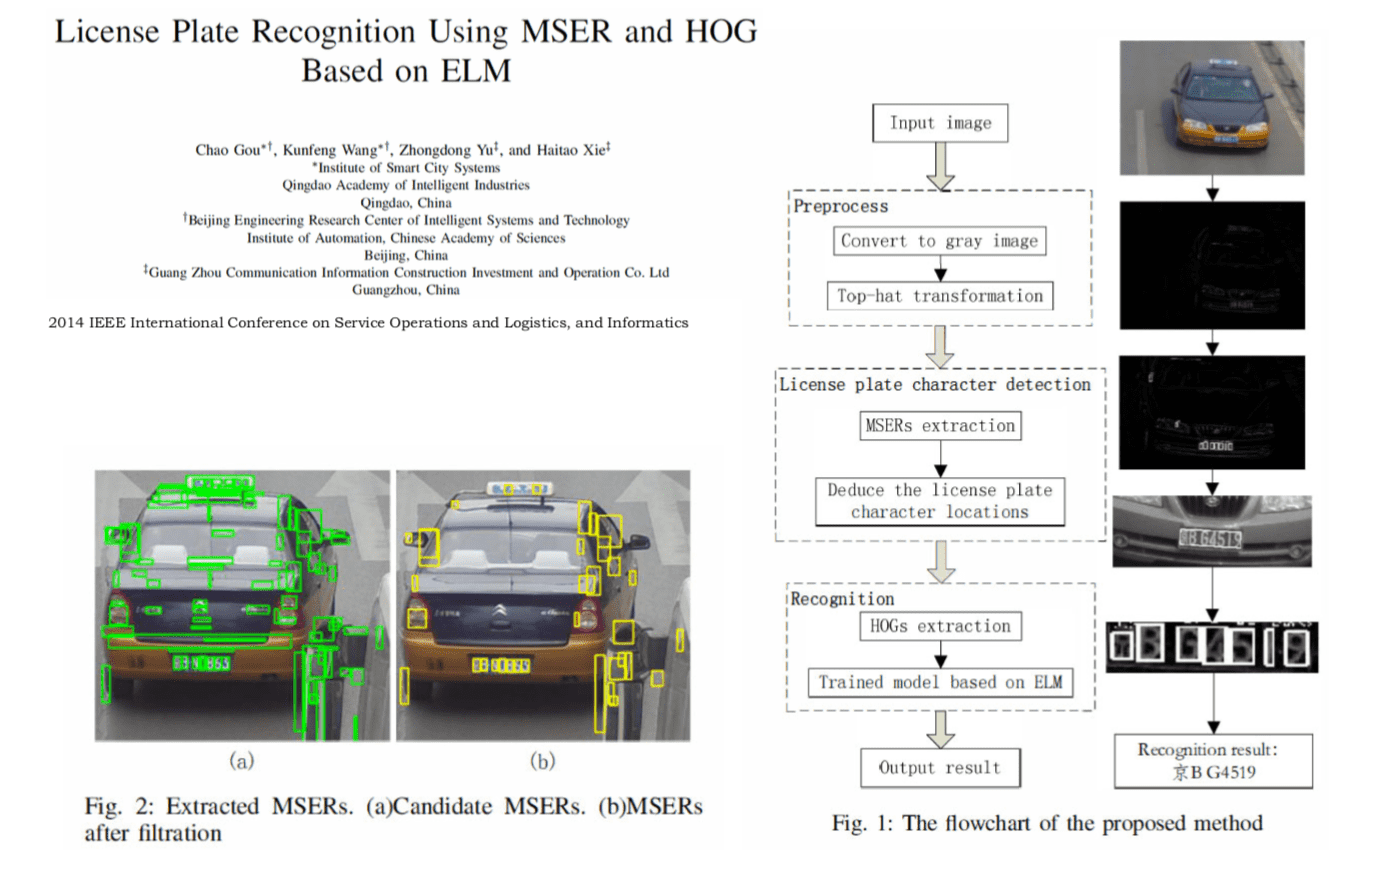 License Plate Recognition Using MSER and HOG
Based on ELM
Chao Gou*†, Kunfeng Wang*†, Zhongdong Yu‡, and Haitao Xie‡
*Institute of Smart City Systems
Qingdao Academy of Intelligent Industries
Qingdao, China
†Beijing Engineering Research Center of Intelligent Systems and Technology
Institute of Automation, Chinese Academy of Sciences
Beijing, China
‡Guang Zhou Communication Information Construction Investment and Operation Co. Ltd
Guangzhou, China
2014 IEEE International Conference on Service Operations and Logistics, and Informatics
(a)
(b)
Fig. 2: Extracted MSERs. (a)Candidate MSERs. (b)MSERs
after filtration
Input image
Preprocess
Convert to gray image
Top-hat transformation
License plate character detection
MSERs extraction
Deduce the license plate
character locations
Recognition
HOGs extraction
Trained model based on ELM
Output result
B G4519
Recognition result:
京B G4519
Fig. 1: The flowchart of the proposed method